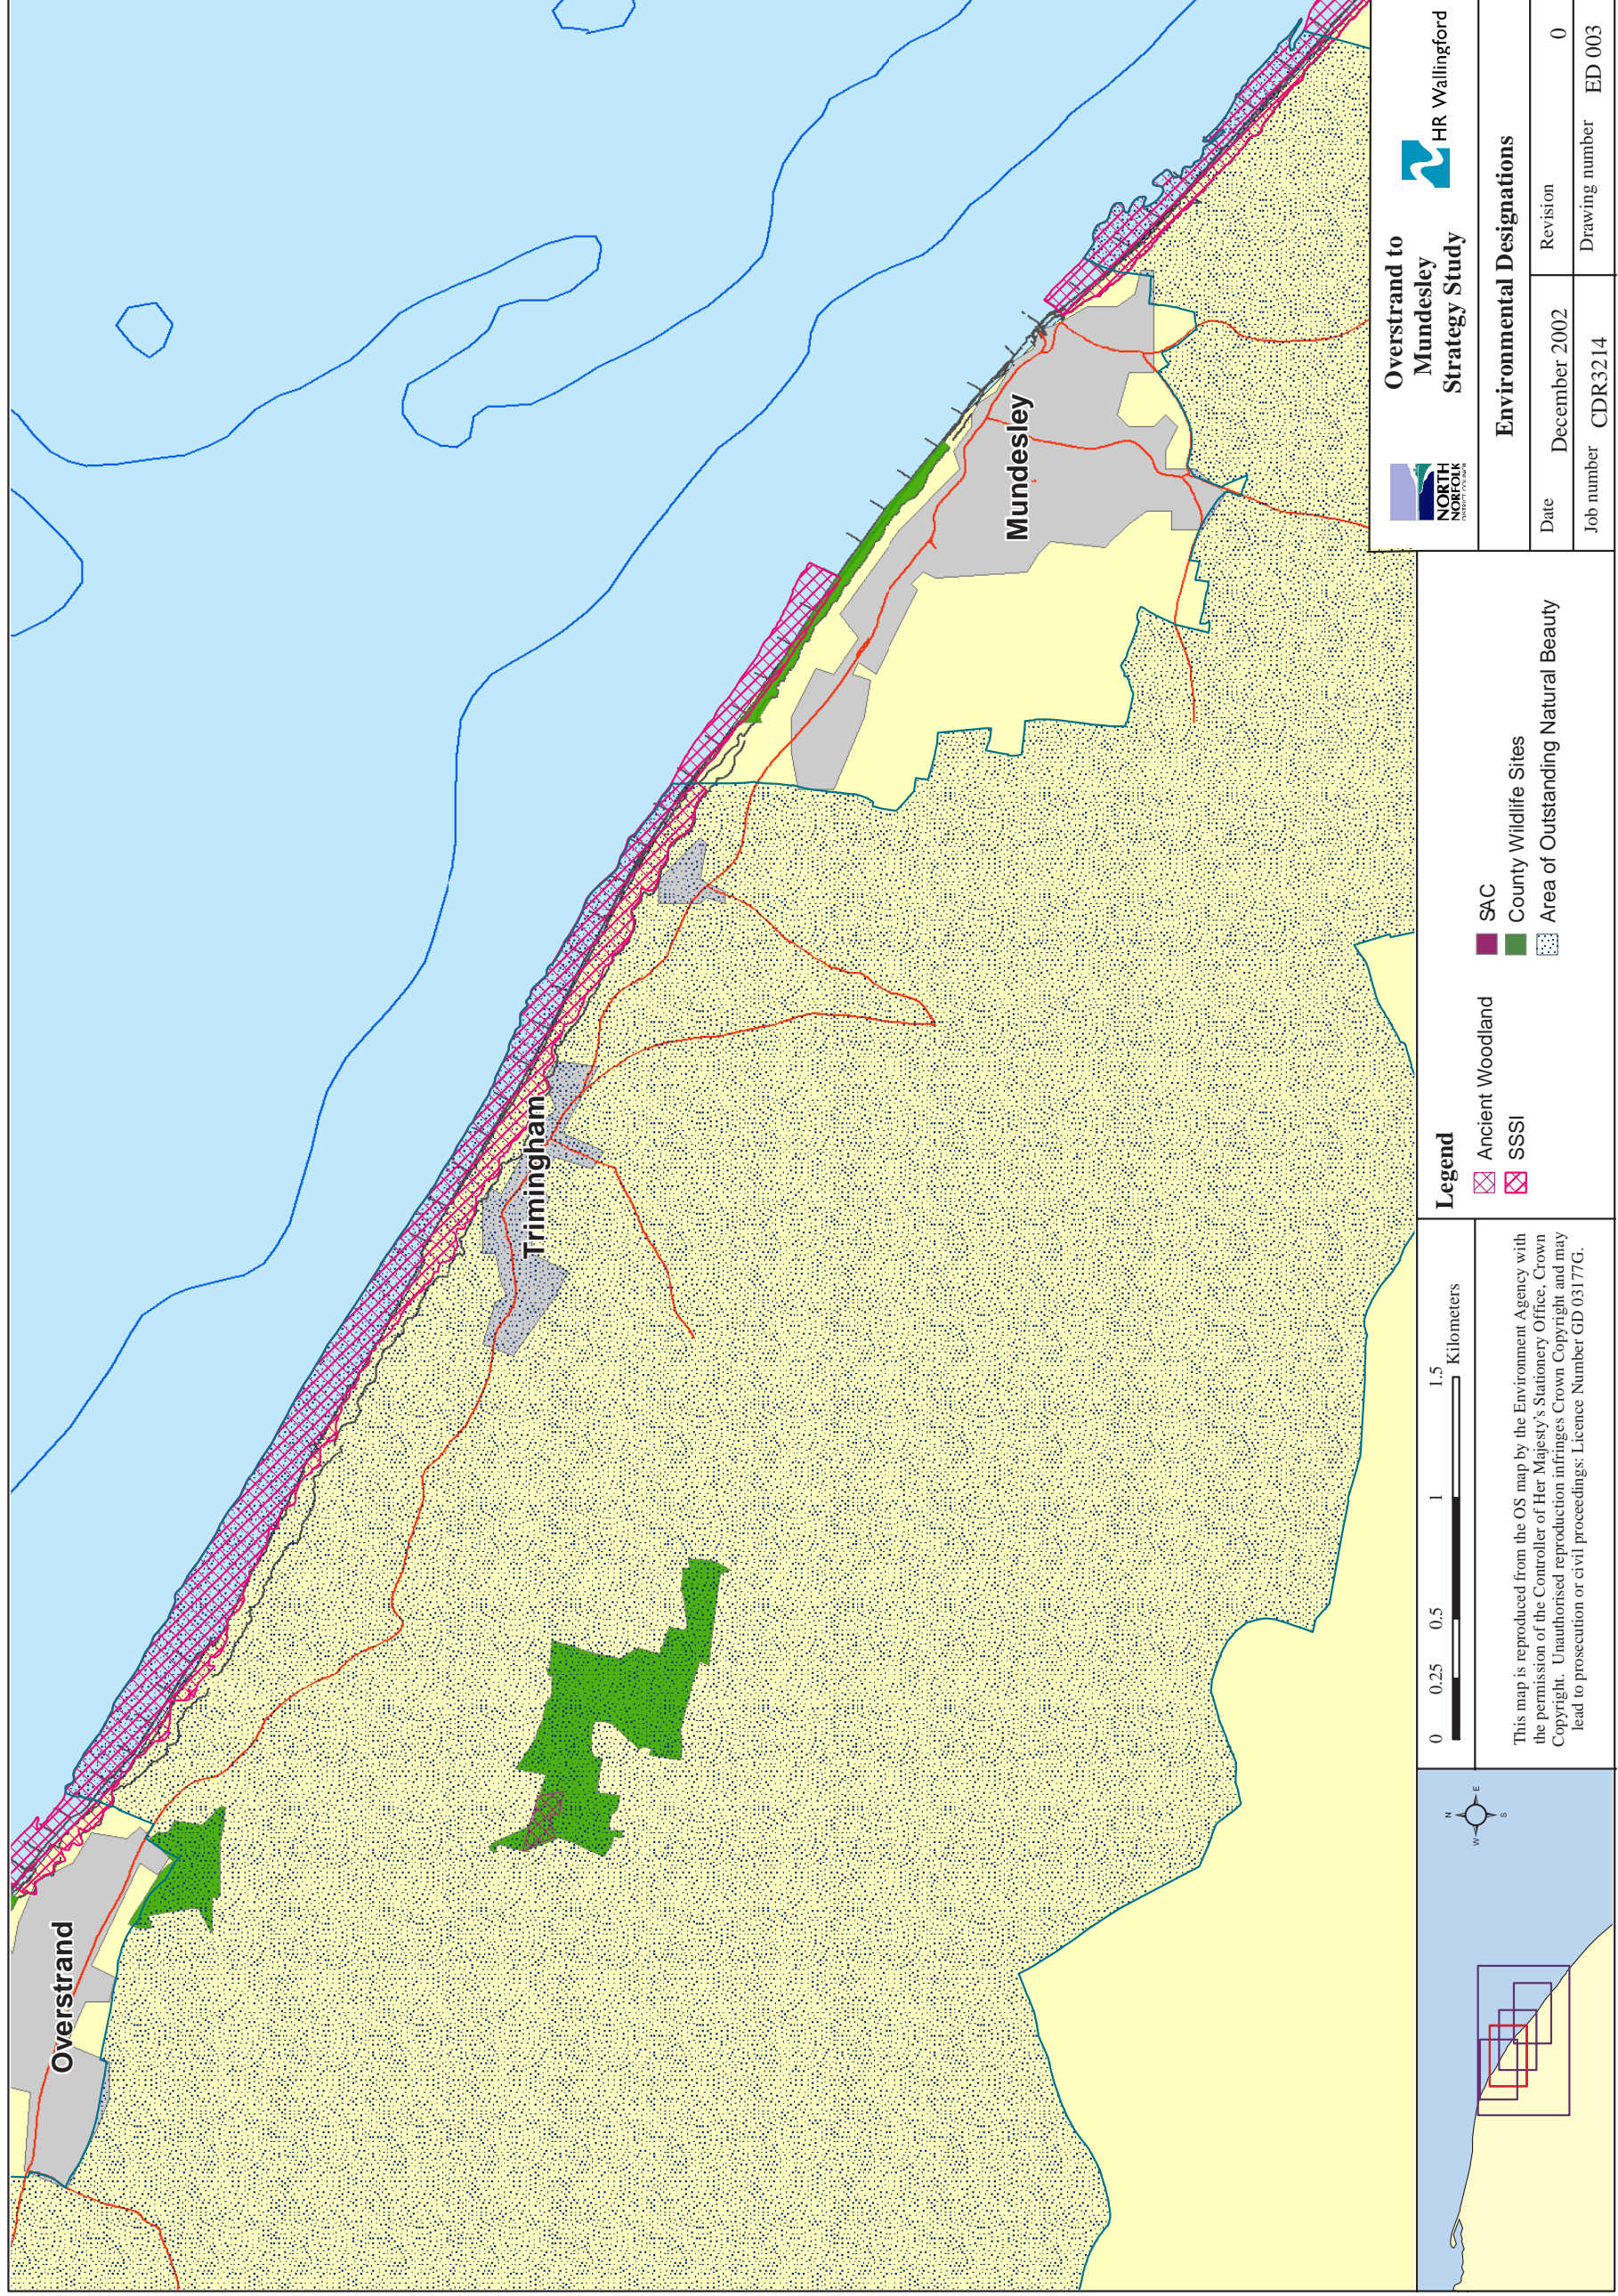 Overstrand
Trimingham
Mundesley
N
W
E
S
0
0.25
0.5
1
1.5
Kilometers
This map is reproduced from the OS map by the Environment Agency with
the permission of the Controller of Her Majesty's Stationery Office, Crown
Copyright. Unauthorised reproduction infringes Crown Copyright and may
lead to prosecution or civil proceedings: Licence Number GD 03177G.
Legend
Ancient Woodland
SSSI
SAC
County Wildlife Sites
Area of Outstanding Natural Beauty
NORTH
NORFOLK
DISTRICT COUNCIL
Overstrand to
Mundesley
Strategy Study
HR Wallingford
Environmental Designations
Date
December 2002
Revision
0
Job number CDR3214
Drawing number ED 003